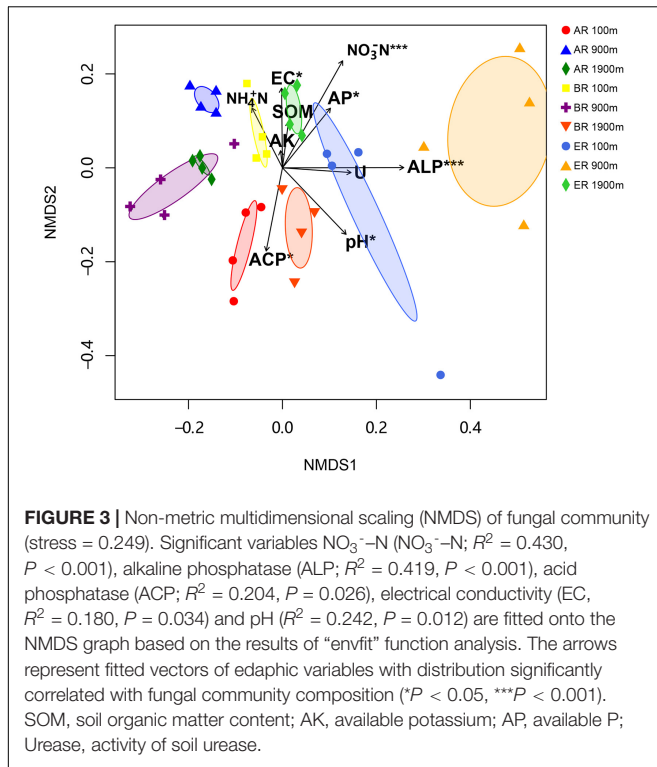 NO₃⁻N***
EC*
NH₄⁺N
AP*
SOM
AK
ALP***
U
pH*
ACP*
0.2
0.0
−0.2
−0.4
NMDS2
−0.2 0.0 0.2 0.4
NMDS1
AR 100m
AR 900m
AR 1900m
BR 100m
BR 900m
BR 1900m
ER 100m
ER 900m
ER 1900m
FIGURE 3 | Non-metric multidimensional scaling (NMDS) of fungal community
(stress = 0.249). Significant variables NO₃⁻–N (NO₃⁻–N; R² = 0.430,
P < 0.001), alkaline phosphatase (ALP; R² = 0.419, P < 0.001), acid
phosphatase (ACP; R² = 0.204, P = 0.026), electrical conductivity (EC,
R² = 0.180, P = 0.034) and pH (R² = 0.242, P = 0.012) are fitted onto the
NMDS graph based on the results of “envfit” function analysis. The arrows
represent fitted vectors of edaphic variables with distribution significantly
correlated with fungal community composition (*P < 0.05, ***P < 0.001).
SOM, soil organic matter content; AK, available potassium; AP, available P;
Urease, activity of soil urease.